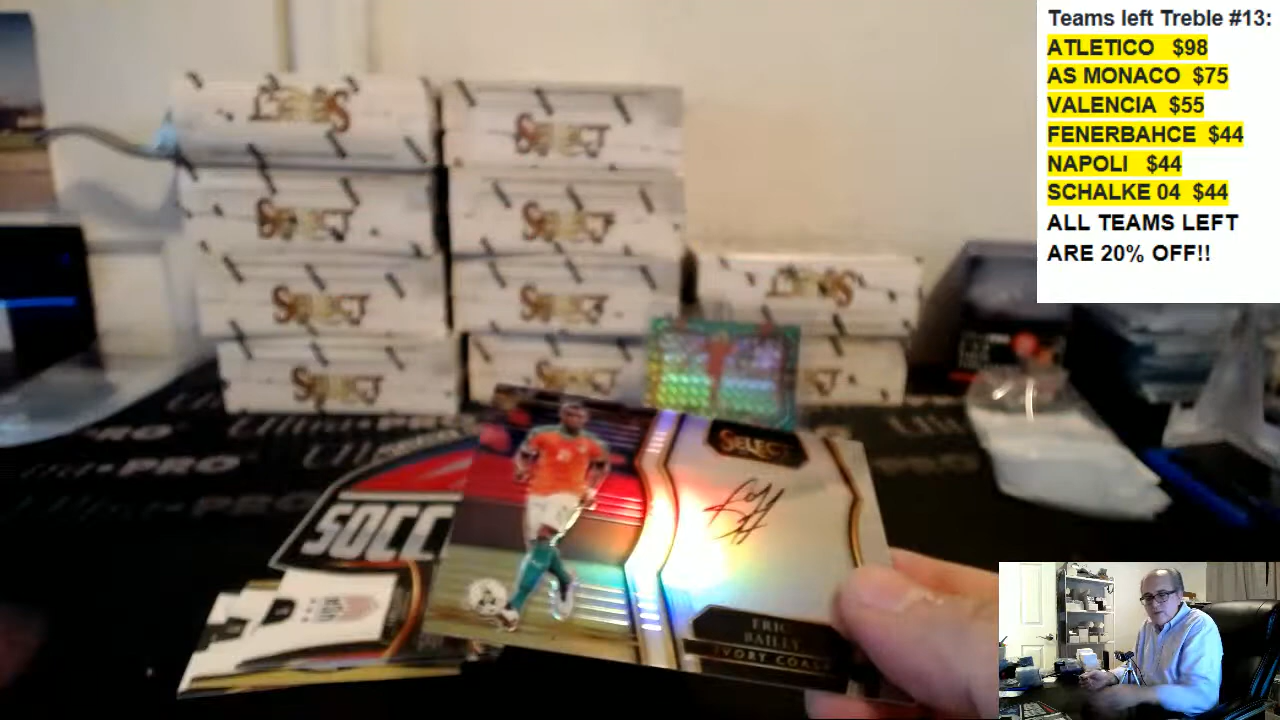 Teams left Treble #13:
ATLETICO $98
AS MONACO $75
VALENCIA $55
FENERBAHCE $44
NAPOLI $44
SCHALKE 04 $44
ALL TEAMS LEFT
ARE 20% OFF!!
SELECT
SELECT
SELECT
SELECT
SELECT
SELECT
SELECT
SELECT
PRO
PRO
SELECT
SOCC
ERIC
BAILLY
IVORY COAST